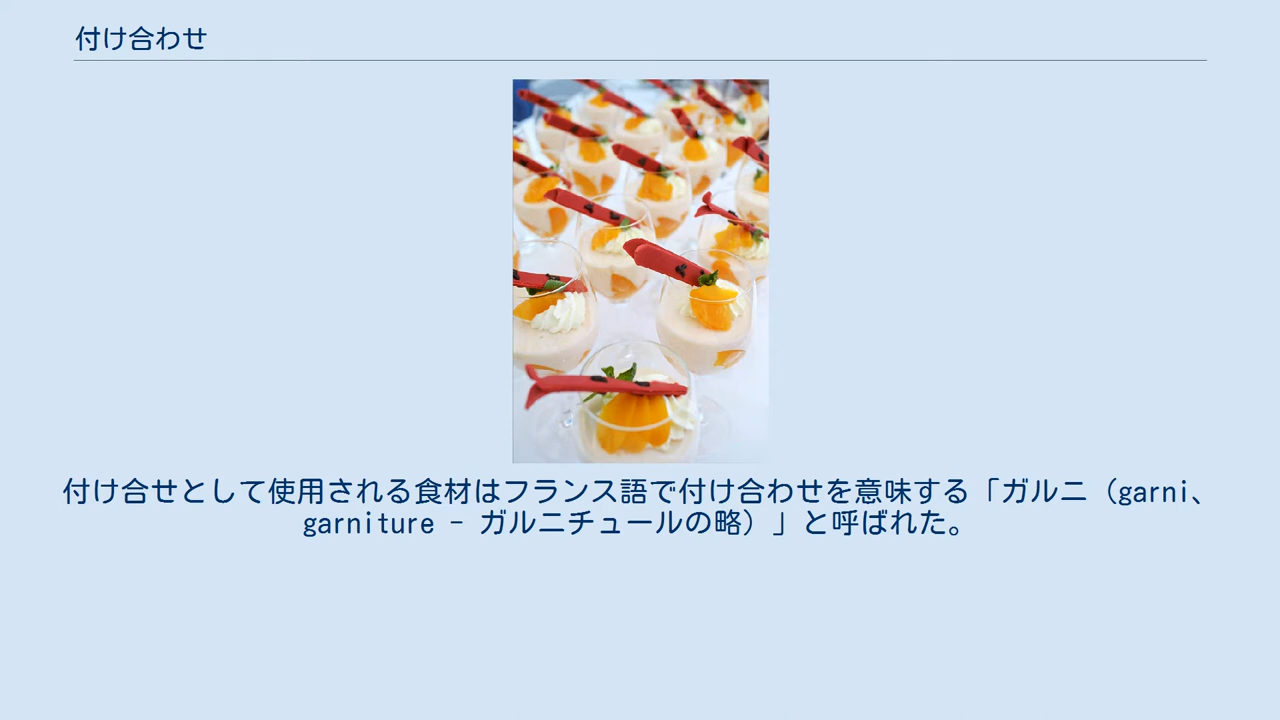 付け合わせ
付け合せとして使用される食材はフランス語で付け合わせを意味する「ガルニ（garni、
garniture - ガルニチュールの略）」と呼ばれた。